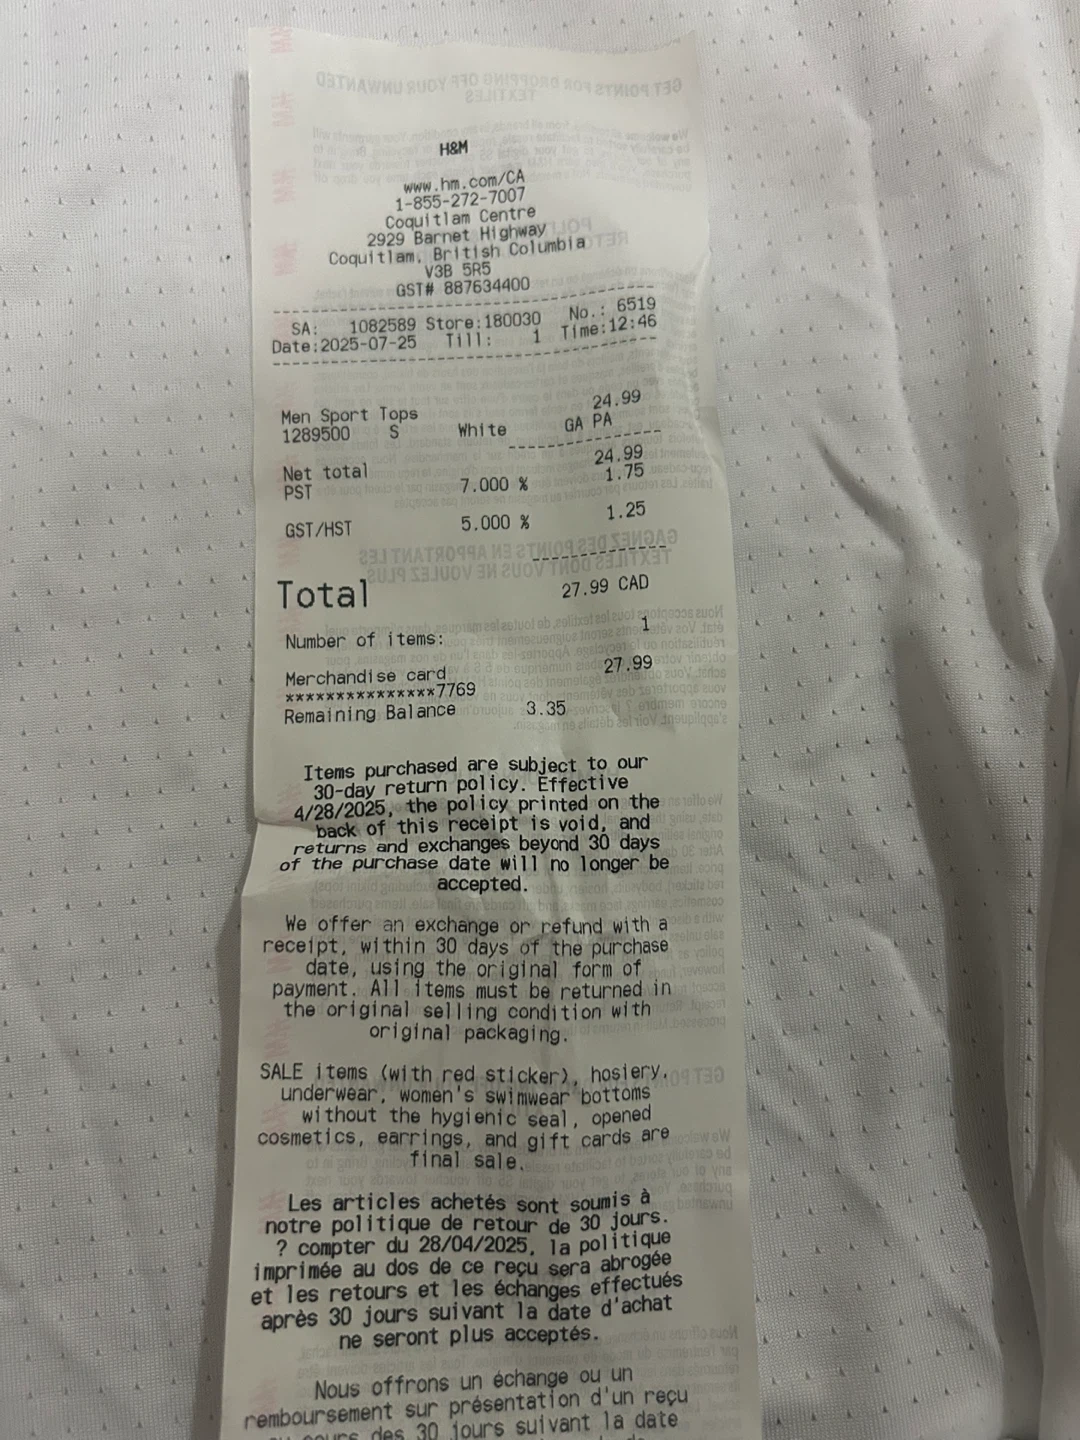 H&M
www.hm.com/CA
1-855-272-7007
Coquitlam Centre
2929 Barnet Highway
Coquitlam, British Columbia
V3B 5R5
GST# 887634400
SA: 1082589 Store:180030 No.: 6519
Date:2025-07-25 Till: 1 Time:12:46
24.99
Men Sport Tops
1289500 S White GA PA
Net total 24.99
PST 7.000 % 1.75
GST/HST 5.000 % 1.25
Total 27.99 CAD
Number of items: 1
Merchandise card 27.99
***************7769
Remaining Balance 3.35
Items purchased are subject to our
30-day return policy. Effective
4/28/2025, the policy printed on the
back of this receipt is void, and
returns and exchanges beyond 30 days
of the purchase date will no longer be
accepted.
We offer an exchange or refund with a
receipt, within 30 days of the purchase
date, using the original form of
payment. All items must be returned in
the original selling condition with
original packaging.
SALE items (with red sticker), hosiery,
underwear, women's swimwear bottoms
without the hygienic seal, opened
cosmetics, earrings, and gift cards are
final sale.
Les articles achetés sont soumis à
notre politique de retour de 30 jours.
? compter du 28/04/2025, la politique
imprimée au dos de ce reçu sera abrogée
et les retours et les échanges effectués
après 30 jours suivant la date d'achat
ne seront plus acceptés.
Nous offrons un échange ou un
remboursement sur présentation d'un reçu
des 30 jours suivant la date